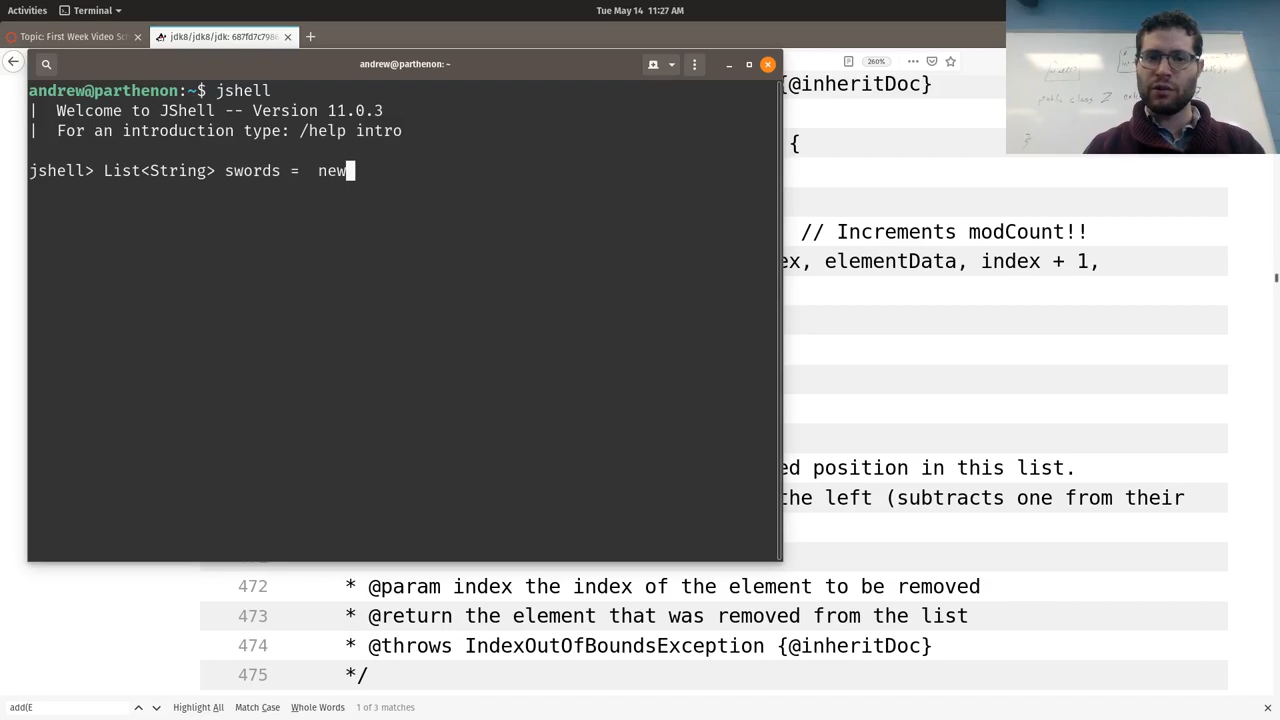 Activities
Terminal
Tue May 14 11:27 AM
Topic: First Week Video Sc
jdk8/jdk8/jdk: 687fd7c7986
260%
andrew@parthenon: ~
andrew@parthenon:~$ jshell
| Welcome to JShell -- Version 11.0.3
| For an introduction type: /help intro
jshell> List<String> swords =  new
{@inheritDoc}
{
// Increments modCount!!
ex, elementData, index + 1,
ed position in this list.
the left (subtracts one from their
472 * @param index the index of the element to be removed
473 * @return the element that was removed from the list
474 * @throws IndexOutOfBoundsException {@inheritDoc}
475 */
public class Z
add(E
Highlight All
Match Case
Whole Words
1 of 3 matches